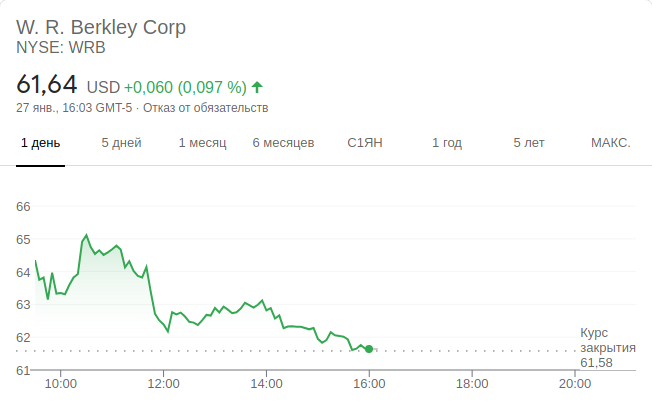 W. R. Berkley Corp
NYSE: WRB
61,64 USD +0,060 (0,097 %)
27 янв., 16:03 GMT-5 · Отказ от обязательств
1 день 5 дней 1 месяц 6 месяцев С1ЯН 1 год 5 лет МАКС.
66
65
64
63
62
61
Курс
закрытия
61,58
10:00 12:00 14:00 16:00 18:00 20:00